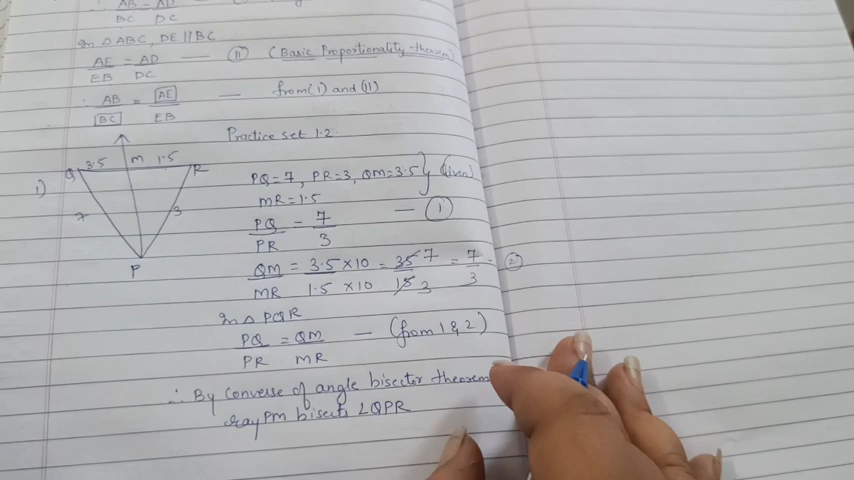 ∴ AB = AD
BC DC
In △ ABC, DE || BC
AE = AD — (II) (Basic Proportionality theorem)
EB DC
∴ AB = AE — from (I) and (II)
BC EB
Practice set 1.2.
1)
Q 3.5 M 1.5 R
7 3
P
PQ = 7, PR = 3, QM = 3.5 } Given
MR = 1.5
PQ = 7 — (I)
PR 3
QM = 3.5 × 10 = 35 7 = 7 - (2)
MR 1.5 × 10 15 3 3
In △ PQR
PQ = QM — (from 1 & 2)
PR MR
∴ By converse of angle bisector theorem
ray PM bisects ∠QPR